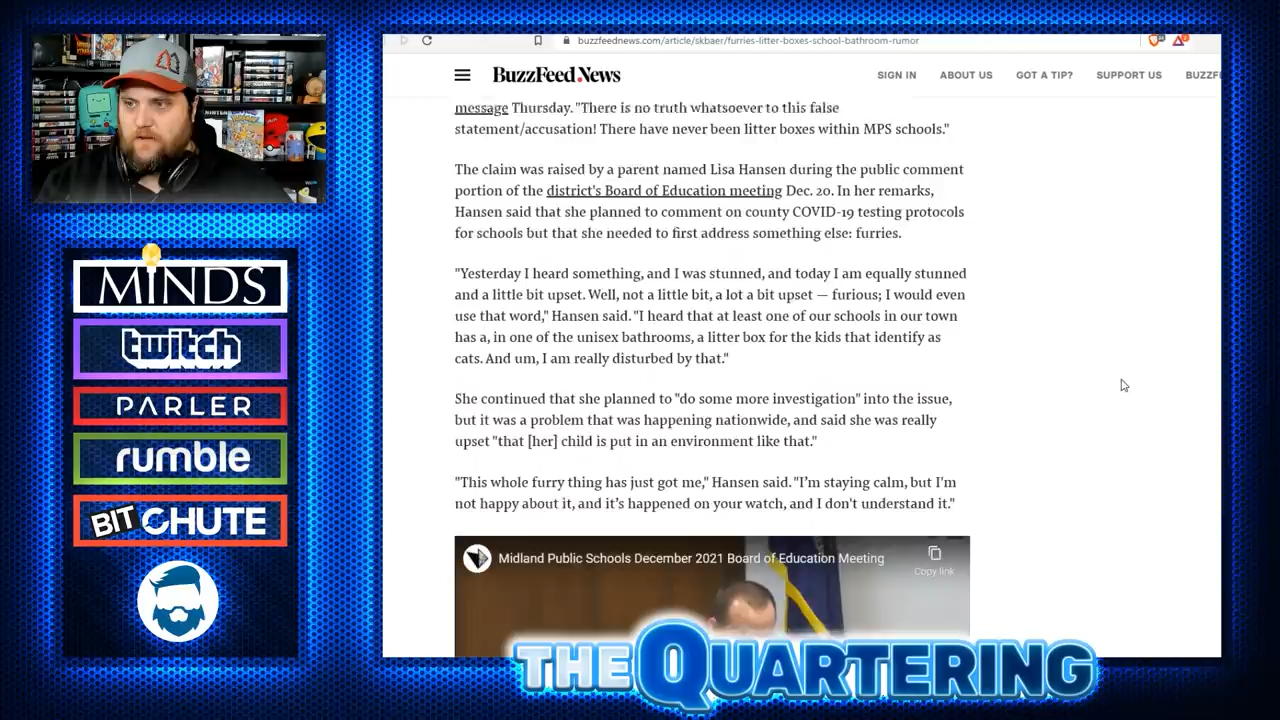 buzzfeednews.com/article/skbaer/furries-litter-boxes-school-bathroom-rumor
BuzzFeed News
SIGN IN
ABOUT US
GOT A TIP?
SUPPORT US
BUZZF
message Thursday. "There is no truth whatsoever to this false
statement/accusation! There have never been litter boxes within MPS schools."
The claim was raised by a parent named Lisa Hansen during the public comment
portion of the district's Board of Education meeting Dec. 20. In her remarks,
Hansen said that she planned to comment on county COVID-19 testing protocols
for schools but that she needed to first address something else: furries.
"Yesterday I heard something, and I was stunned, and today I am equally stunned
and a little bit upset. Well, not a little bit, a lot a bit upset — furious; I would even
use that word," Hansen said. "I heard that at least one of our schools in our town
has a, in one of the unisex bathrooms, a litter box for the kids that identify as
cats. And um, I am really disturbed by that."
She continued that she planned to "do some more investigation" into the issue,
but it was a problem that was happening nationwide, and said she was really
upset "that [her] child is put in an environment like that."
"This whole furry thing has just got me," Hansen said. "I'm staying calm, but I'm
not happy about it, and it's happened on your watch, and I don't understand it."
Midland Public Schools December 2021 Board of Education Meeting
Copy link
MINDS
twitch
PARLER
rumble
BITCHUTE
THE QUARTERING